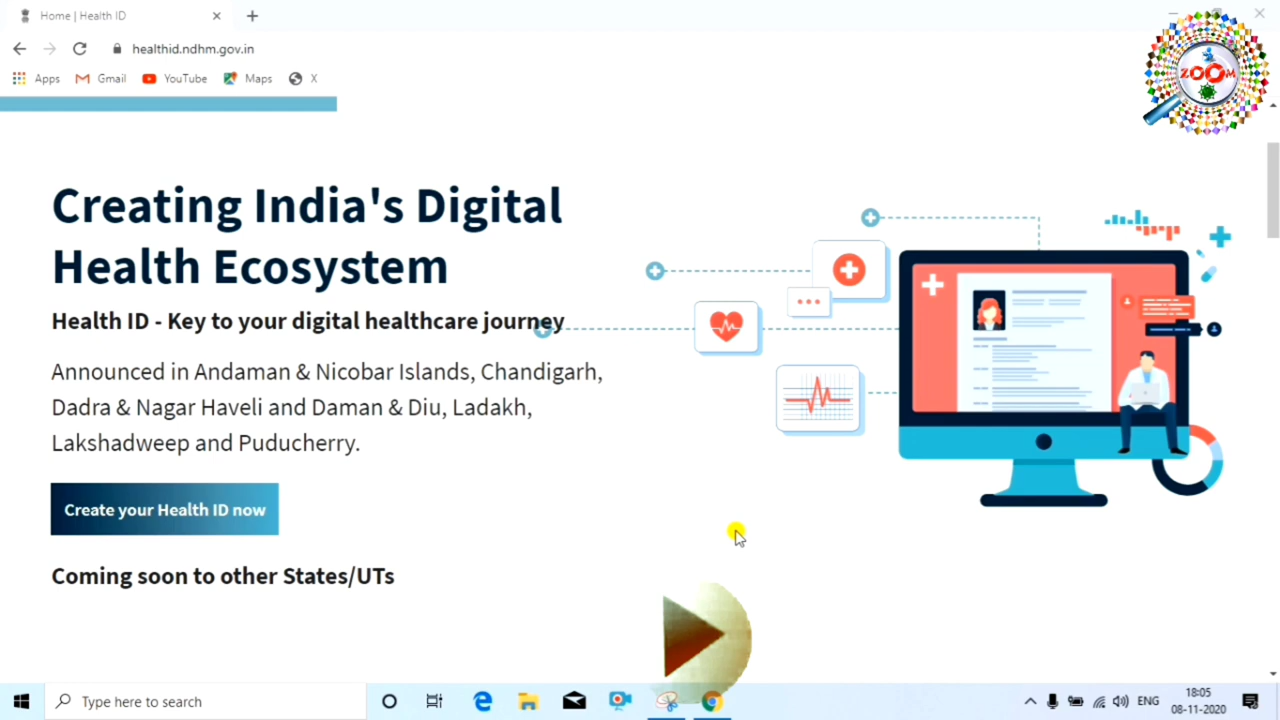 Home | Health ID
healthid.ndhm.gov.in
Apps
Gmail
YouTube
Maps
X
ZOOM
Creating India's Digital
Health Ecosystem
Health ID - Key to your digital healthcare journey
Announced in Andaman & Nicobar Islands, Chandigarh,
Dadra & Nagar Haveli and Daman & Diu, Ladakh,
Lakshadweep and Puducherry.
Create your Health ID now
Coming soon to other States/UTs
Type here to search
ENG
18:05
08-11-2020